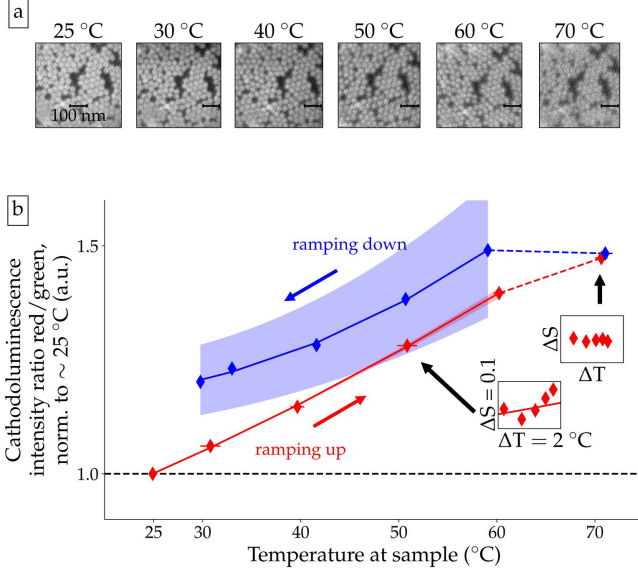 a
25 °C 30 °C 40 °C 50 °C 60 °C 70 °C
100 nm
b
Cathodoluminescence
intensity ratio red/green,
norm. to ~ 25 °C (a.u.)
1.5
1.0
ramping down
ramping up
ΔS
ΔT
ΔS = 0.1
ΔT = 2 °C
25 30 40 50 60 70
Temperature at sample (°C)